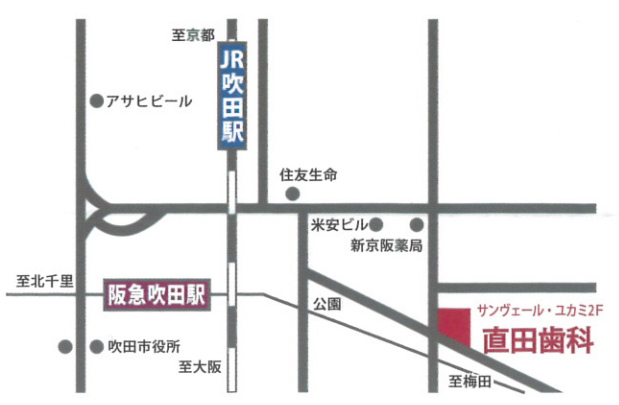 至京都
JR吹田駅
アサヒビール
住友生命
米安ビル
新京阪薬局
至北千里
阪急吹田駅
公園
サンヴェール・ユカミ2F
直田歯科
吹田市役所
至大阪
至梅田